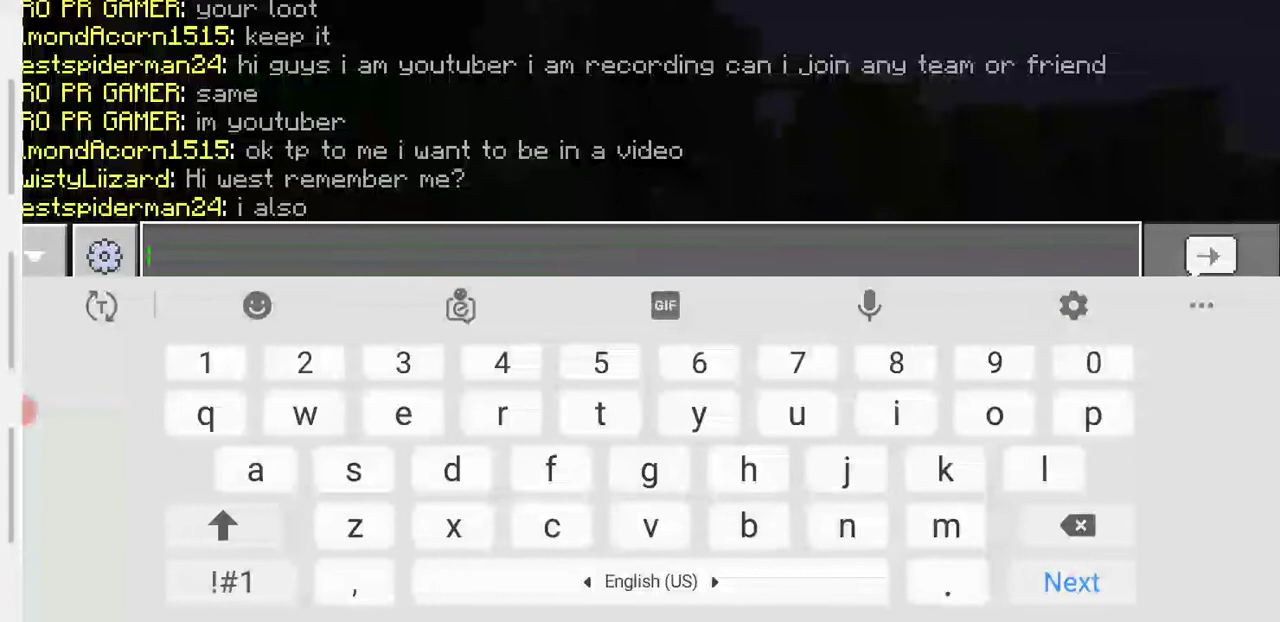 RO PR GAMER: your loot
lmondAcorn1515: keep it
estspiderman24: hi guys i am youtuber i am recording can i join any team or friend
RO PR GAMER: same
RO PR GAMER: im youtuber
lmondAcorn1515: ok tp to me i want to be in a video
wistyLiizard: Hi west remember me?
estspiderman24: i also
T GIF
1 2 3 4 5 6 7 8 9 0
q w e r t y u i o p
a s d f g h j k l
z x c v b n m
!#1 , English (US) . Next